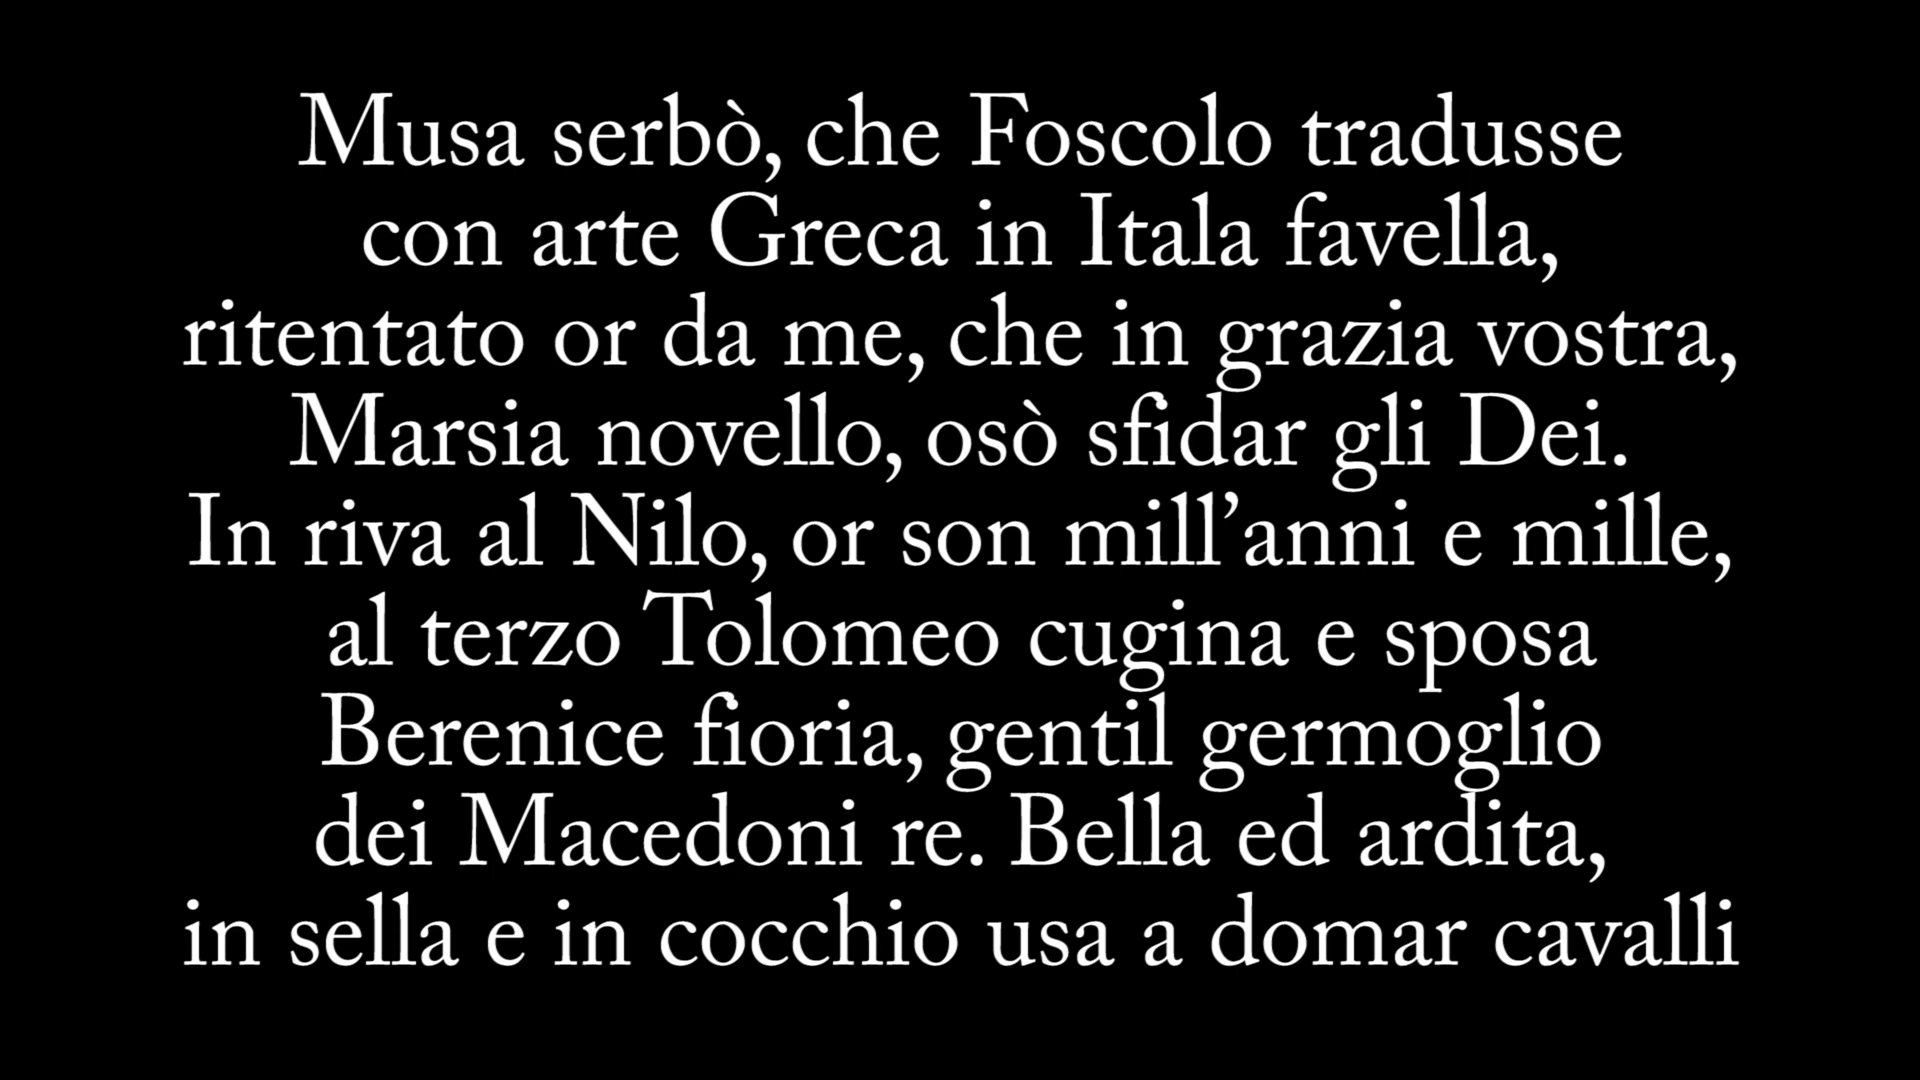 Musa serbò, che Foscolo tradusse
con arte Greca in Itala favella,
ritentato or da me, che in grazia vostra,
Marsia novello, osò sfidar gli Dei.
In riva al Nilo, or son mill’anni e mille,
al terzo Tolomeo cugina e sposa
Berenice fioria, gentil germoglio
dei Macedoni re. Bella ed ardita,
in sella e in cocchio usa a domar cavalli